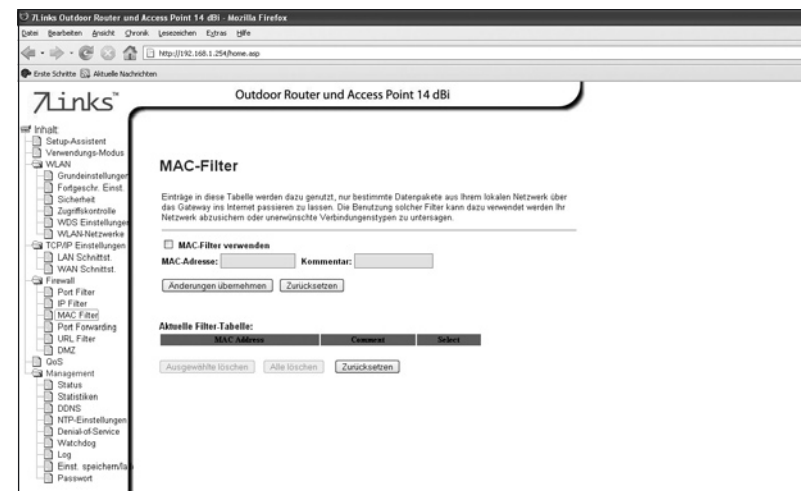 7Links Outdoor Router und Access Point 14 dBi - Mozilla Firefox
Datei Bearbeiten Ansicht Chronik Lesezeichen Extras Hilfe
http://192.168.1.254/home.asp
Erste Schritte Aktuelle Nachrichten
7Links™
Outdoor Router und Access Point 14 dBi
Inhalt:
Setup-Assistent
Verwendungs-Modus
WLAN
Grundeinstellungen
Fortgeschr. Einst.
Sicherheit
Zugriffskontrolle
WDS Einstellungen
WLAN-Netzwerke
TCP/IP Einstellungen
LAN Schnittst.
WAN Schnittst.
Firewall
Port Filter
IP Filter
MAC Filter
Port Forwarding
URL Filter
DMZ
QoS
Management
Status
Statistiken
DDNS
NTP-Einstellungen
Denial-of-Service
Watchdog
Log
Einst. speichern/la
Passwort
MAC-Filter
Einträge in diese Tabelle werden dazu genutzt, nur bestimmte Datenpakete aus Ihrem lokalen Netzwerk über
das Gateway ins Internet passieren zu lassen. Die Benutzung solcher Filter kann dazu verwendet werden Ihr
Netzwerk abzusichern oder unerwünschte Verbindungenstypen zu untersagen.
MAC-Filter verwenden
MAC-Adresse: Kommentar:
Änderungen übernehmen Zurücksetzen
Aktuelle Filter-Tabelle:
MAC Address Comment Select
Ausgewählte löschen Alle löschen Zurücksetzen